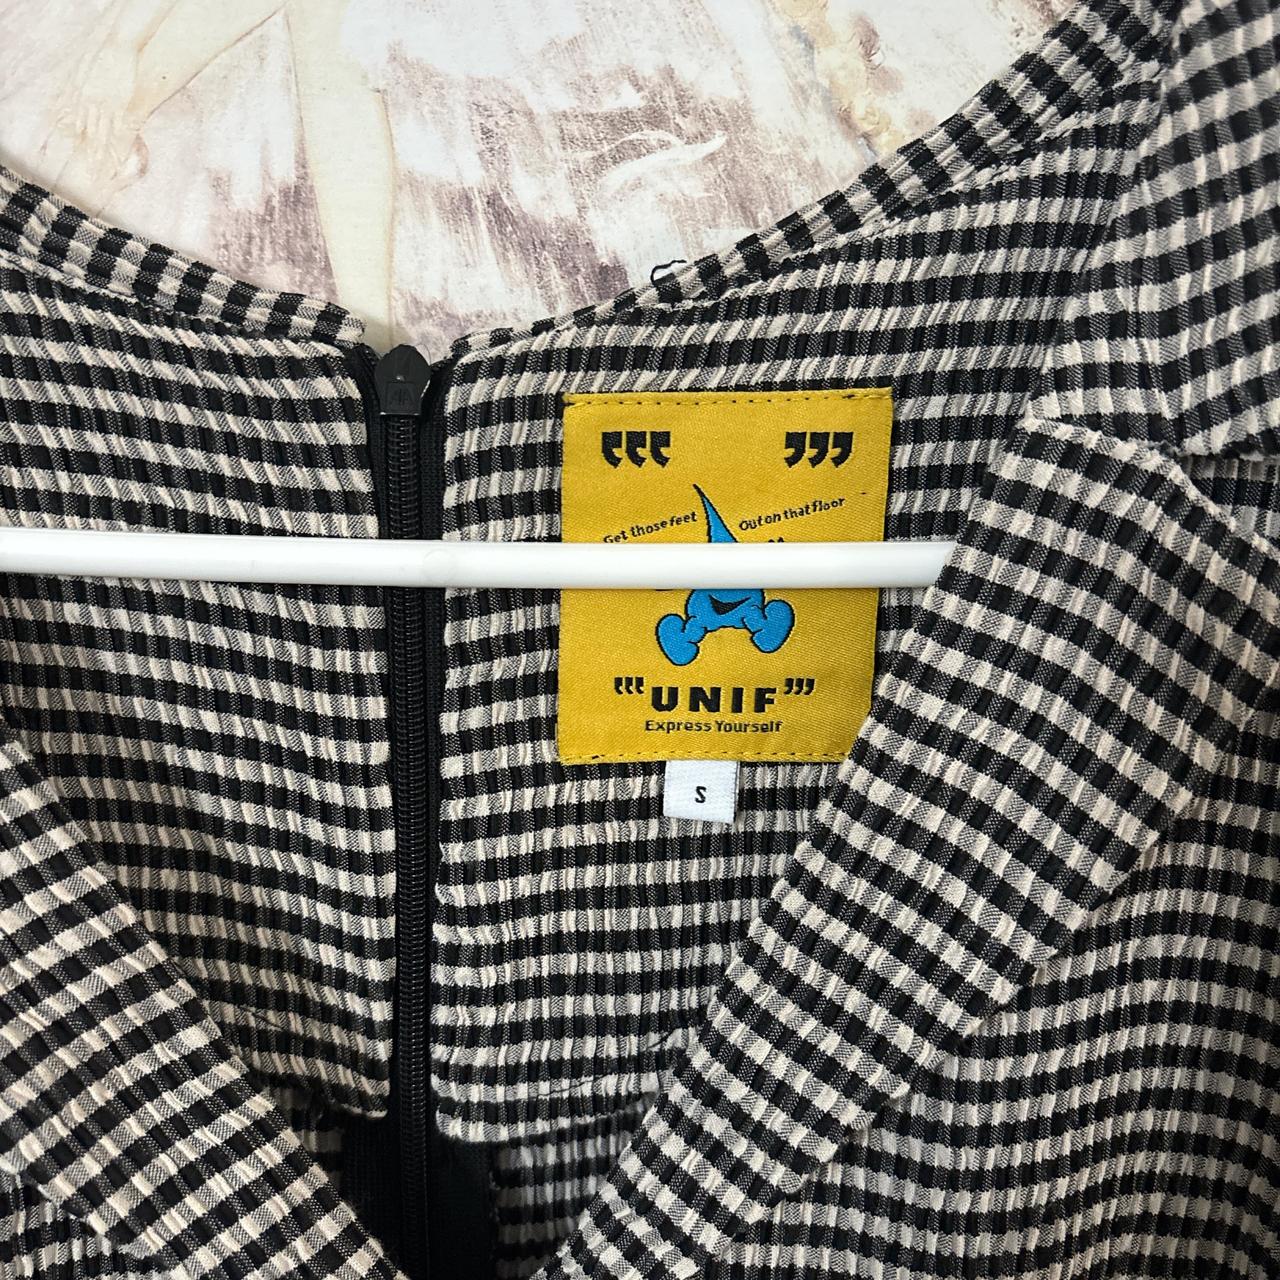 ““‘ ’””
Get those feet Out on that floor
““‘UNIF’””
Express Yourself
S